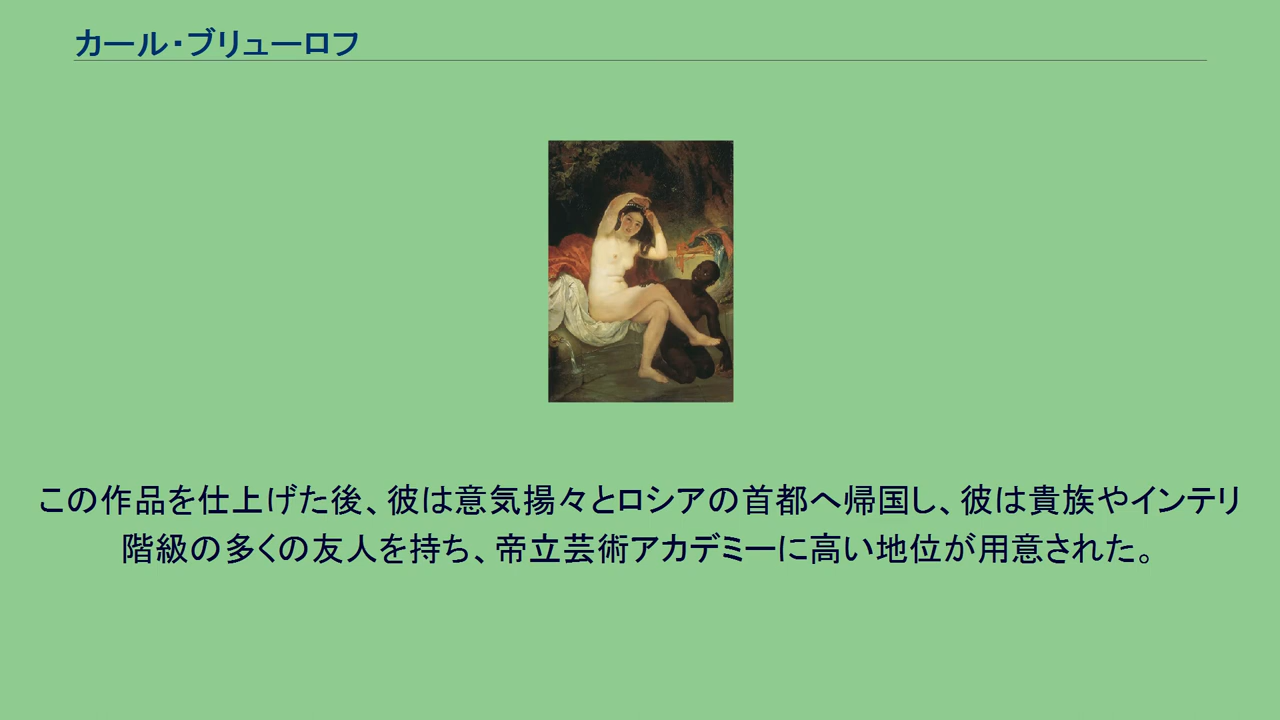 カール・ブリューロフ
この作品を仕上げた後、彼は意気揚々とロシアの首都へ帰国し、彼は貴族やインテリ
階級の多くの友人を持ち、帝立芸術アカデミーに高い地位が用意された。